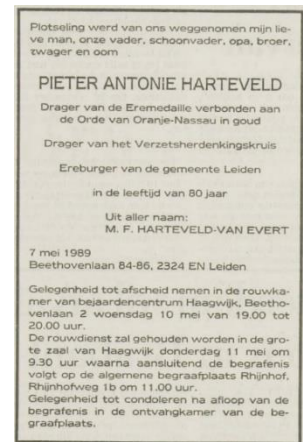 Plotseling werd van ons weggenomen mijn lie-
ve man, onze vader, schoonvader, opa, broer,
zwager en oom
PIETER ANTONIE HARTEVELD
Drager van de Eremedaille verbonden aan
de Orde van Oranje-Nassau in goud
Drager van het Verzetsherdenkingskruis
Ereburger van de gemeente Leiden
in de leeftijd van 80 jaar
Uit aller naam:
M. F. HARTEVELD-VAN EVERT
7 mei 1989
Beethovenlaan 84-86, 2324 EN Leiden
Gelegenheid tot afscheid nemen in de rouwka-
mer van bejaardencentrum Haagwijk, Beetho-
venlaan 2 woensdag 10 mei van 19.00 tot
20.00 uur.
De rouwdienst zal gehouden worden in de gro-
te zaal van Haagwijk donderdag 11 mei om
9.30 uur waarna aansluitend de begrafenis
volgt op de algemene begraafplaats Rhijnhof,
Rhijnhofweg 1b om 11.00 uur.
Gelegenheid tot condoleren na afloop van de
begrafenis in de ontvangkamer van de be-
graafplaats.